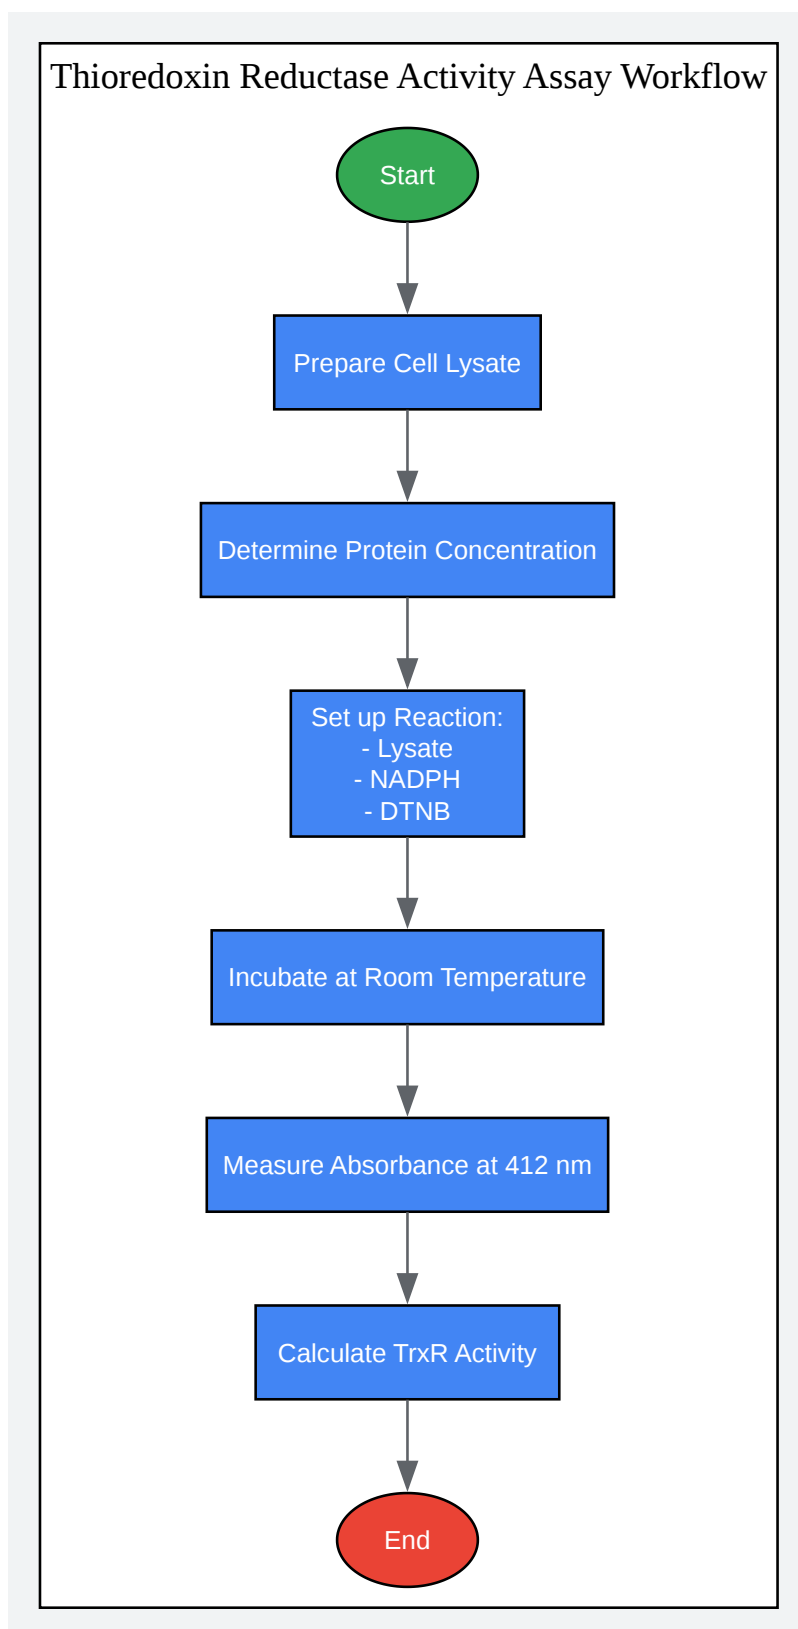 Thioredoxin Reductase Activity Assay Workflow
Start
Prepare Cell Lysate
Determine Protein Concentration
Set up Reaction:
- Lysate
- NADPH
- DTNB
Incubate at Room Temperature
Measure Absorbance at 412 nm
Calculate TrxR Activity
End